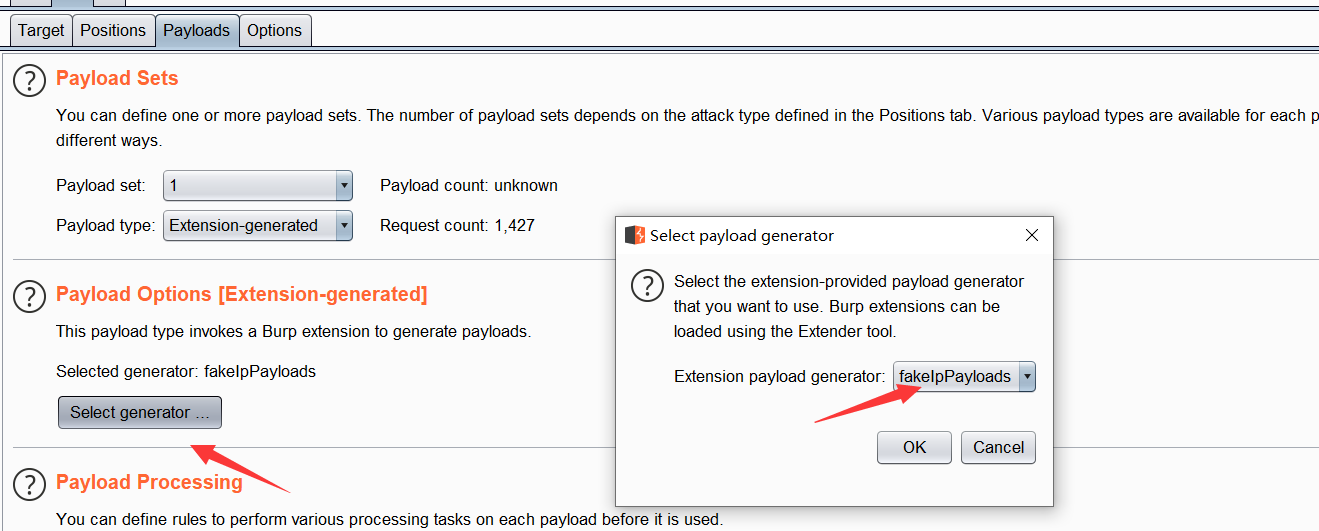 Target Positions Payloads Options
Payload Sets
You can define one or more payload sets. The number of payload sets depends on the attack type defined in the Positions tab. Various payload types are available for each p
different ways.
Payload set: 1 Payload count: unknown
Payload type: Extension-generated Request count: 1,427
Payload Options [Extension-generated]
This payload type invokes a Burp extension to generate payloads.
Selected generator: fakeIpPayloads
Select generator ...
Payload Processing
You can define rules to perform various processing tasks on each payload before it is used.
Select payload generator
Select the extension-provided payload generator
that you want to use. Burp extensions can be
loaded using the Extender tool.
Extension payload generator: fakeIpPayloads
OK Cancel